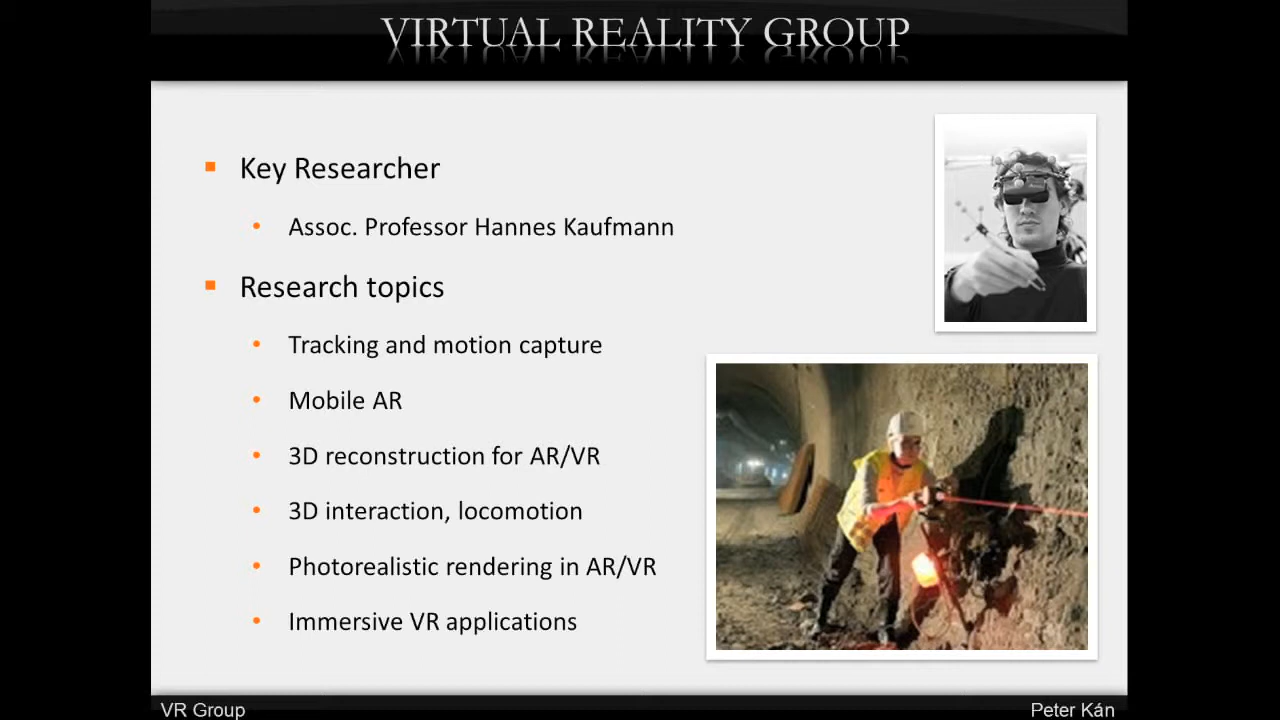 VIRTUAL REALITY GROUP
Key Researcher
Assoc. Professor Hannes Kaufmann
Research topics
Tracking and motion capture
Mobile AR
3D reconstruction for AR/VR
3D interaction, locomotion
Photorealistic rendering in AR/VR
Immersive VR applications
VR Group
Peter Kán